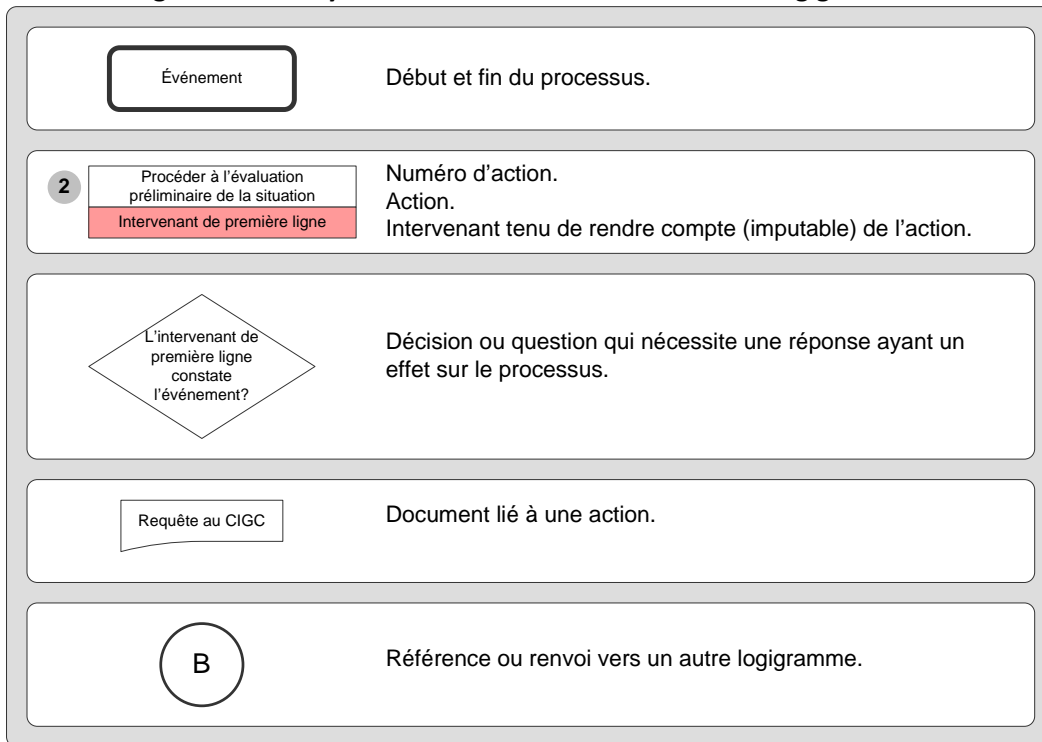 Événement
Début et fin du processus.
2
Procéder à l'évaluation
préliminaire de la situation
Intervenant de première ligne
Numéro d'action.
Action.
Intervenant tenu de rendre compte (imputable) de l'action.
L'intervenant de
première ligne
constate
l'événement?
Décision ou question qui nécessite une réponse ayant un
effet sur le processus.
Requête au CIGC
Document lié à une action.
B
Référence ou renvoi vers un autre logigramme.